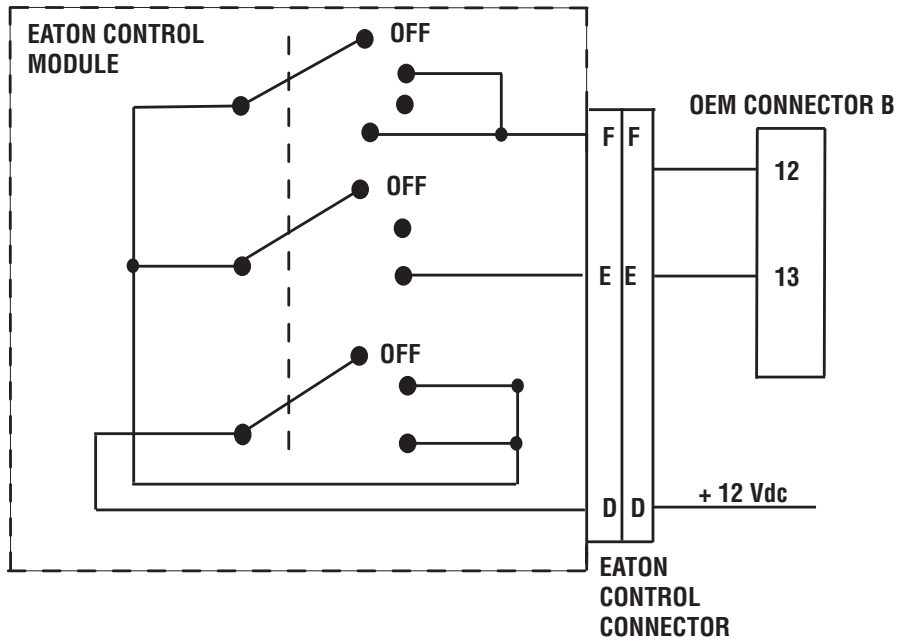 EATON CONTROL
MODULE
OFF
OEM CONNECTOR B
F F
12
OFF
E E
13
OFF
D D
+ 12 Vdc
EATON
CONTROL
CONNECTOR